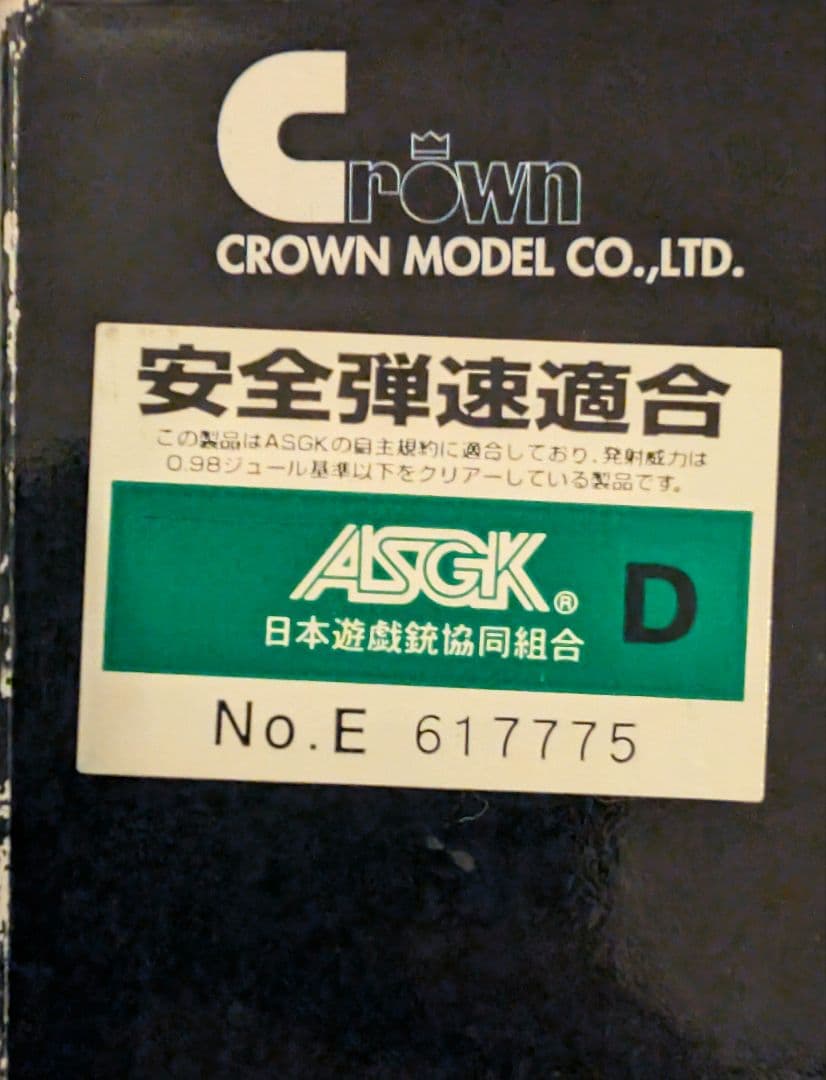 Crown
CROWN MODEL CO.,LTD.
安全弾速適合
この製品はASGKの自主規約に適合しており、発射威力は
0.98ジュール基準以下をクリアーしている製品です。
ASGK® D
日本遊戯銃協同組合
No.E 617775